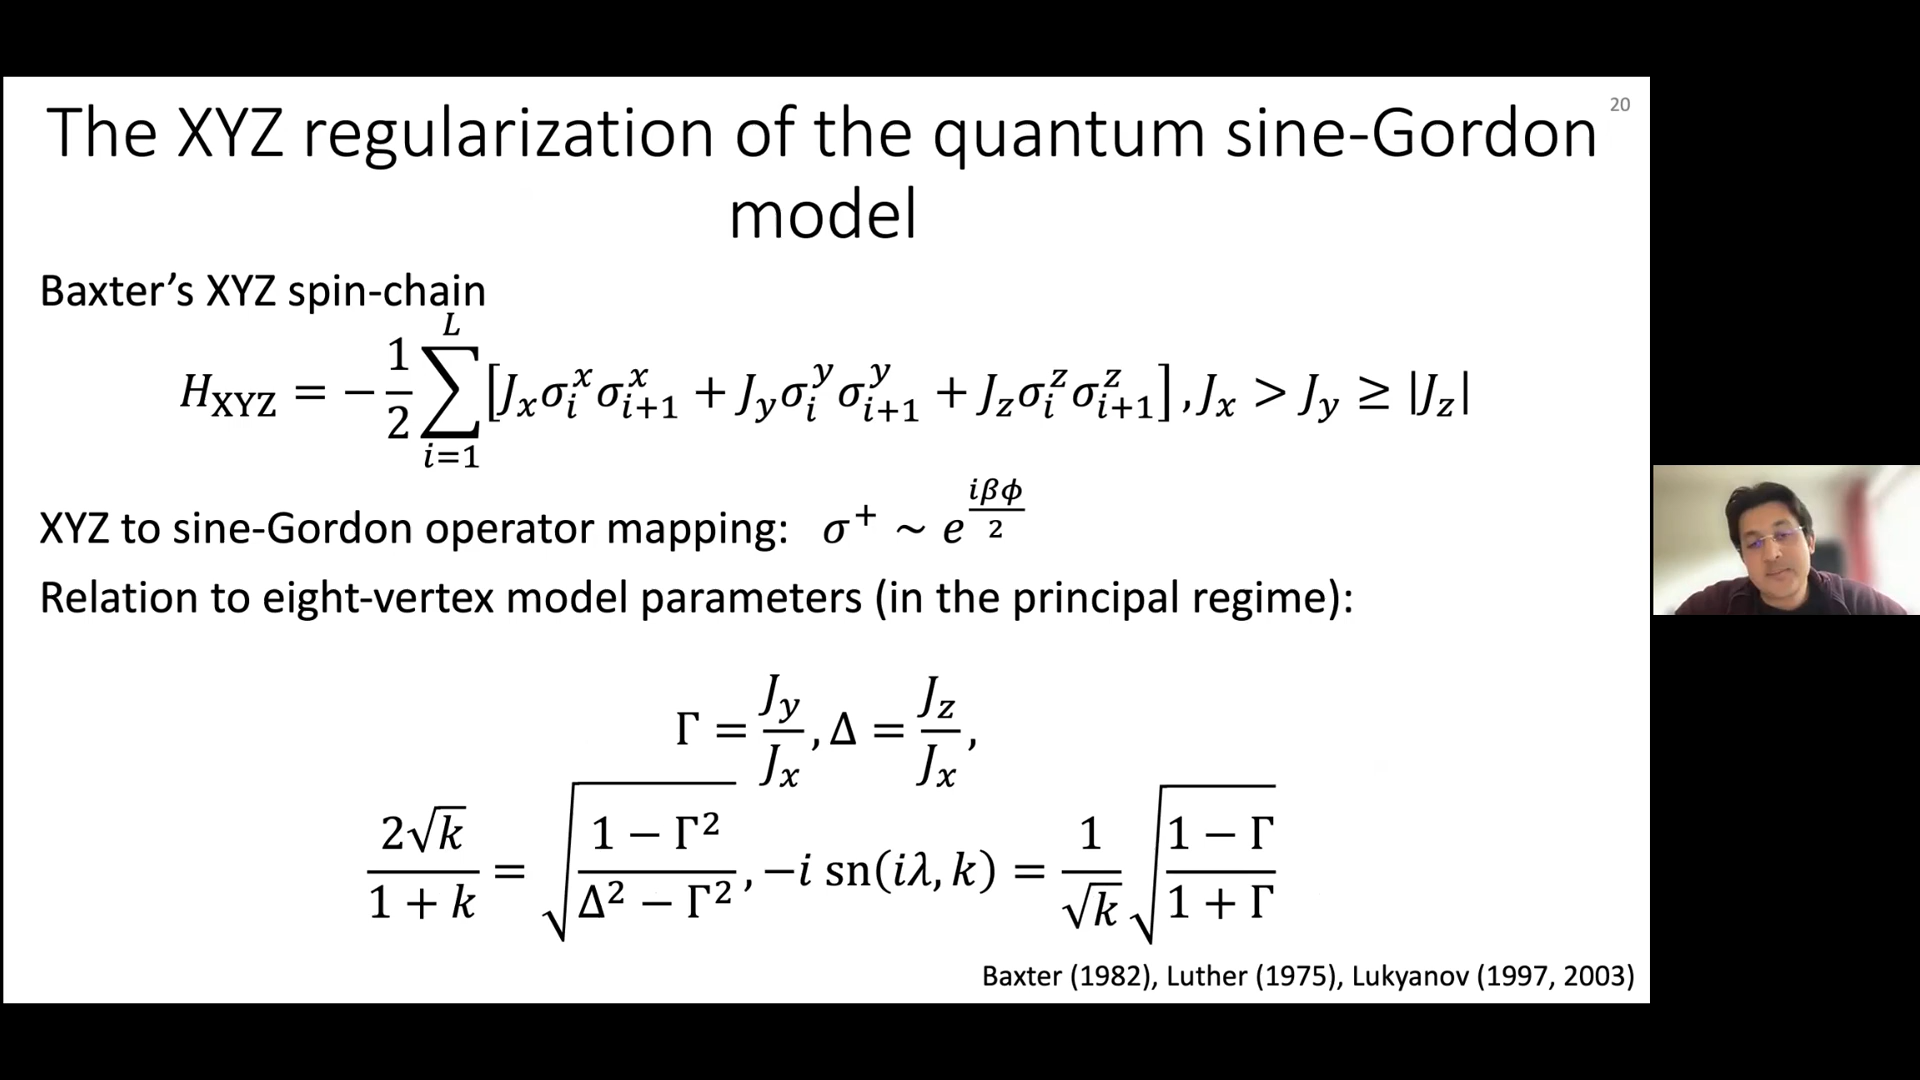 20
The XYZ regularization of the quantum sine-Gordon
model
Baxter's XYZ spin-chain
H_XYZ = −1/2 ∑_{i=1}^{L} [J_x σ_i^x σ_{i+1}^x + J_y σ_i^y σ_{i+1}^y + J_z σ_i^z σ_{i+1}^z], J_x > J_y ≥ |J_z|
XYZ to sine-Gordon operator mapping: σ^+ ~ e^{iβϕ/2}
Relation to eight-vertex model parameters (in the principal regime):
Γ = J_y/J_x, Δ = J_z/J_x,
2√k/(1 + k) = √((1 − Γ²)/(Δ² − Γ²)), −i sn(iλ, k) = 1/√k √((1 − Γ)/(1 + Γ))
Baxter (1982), Luther (1975), Lukyanov (1997, 2003)